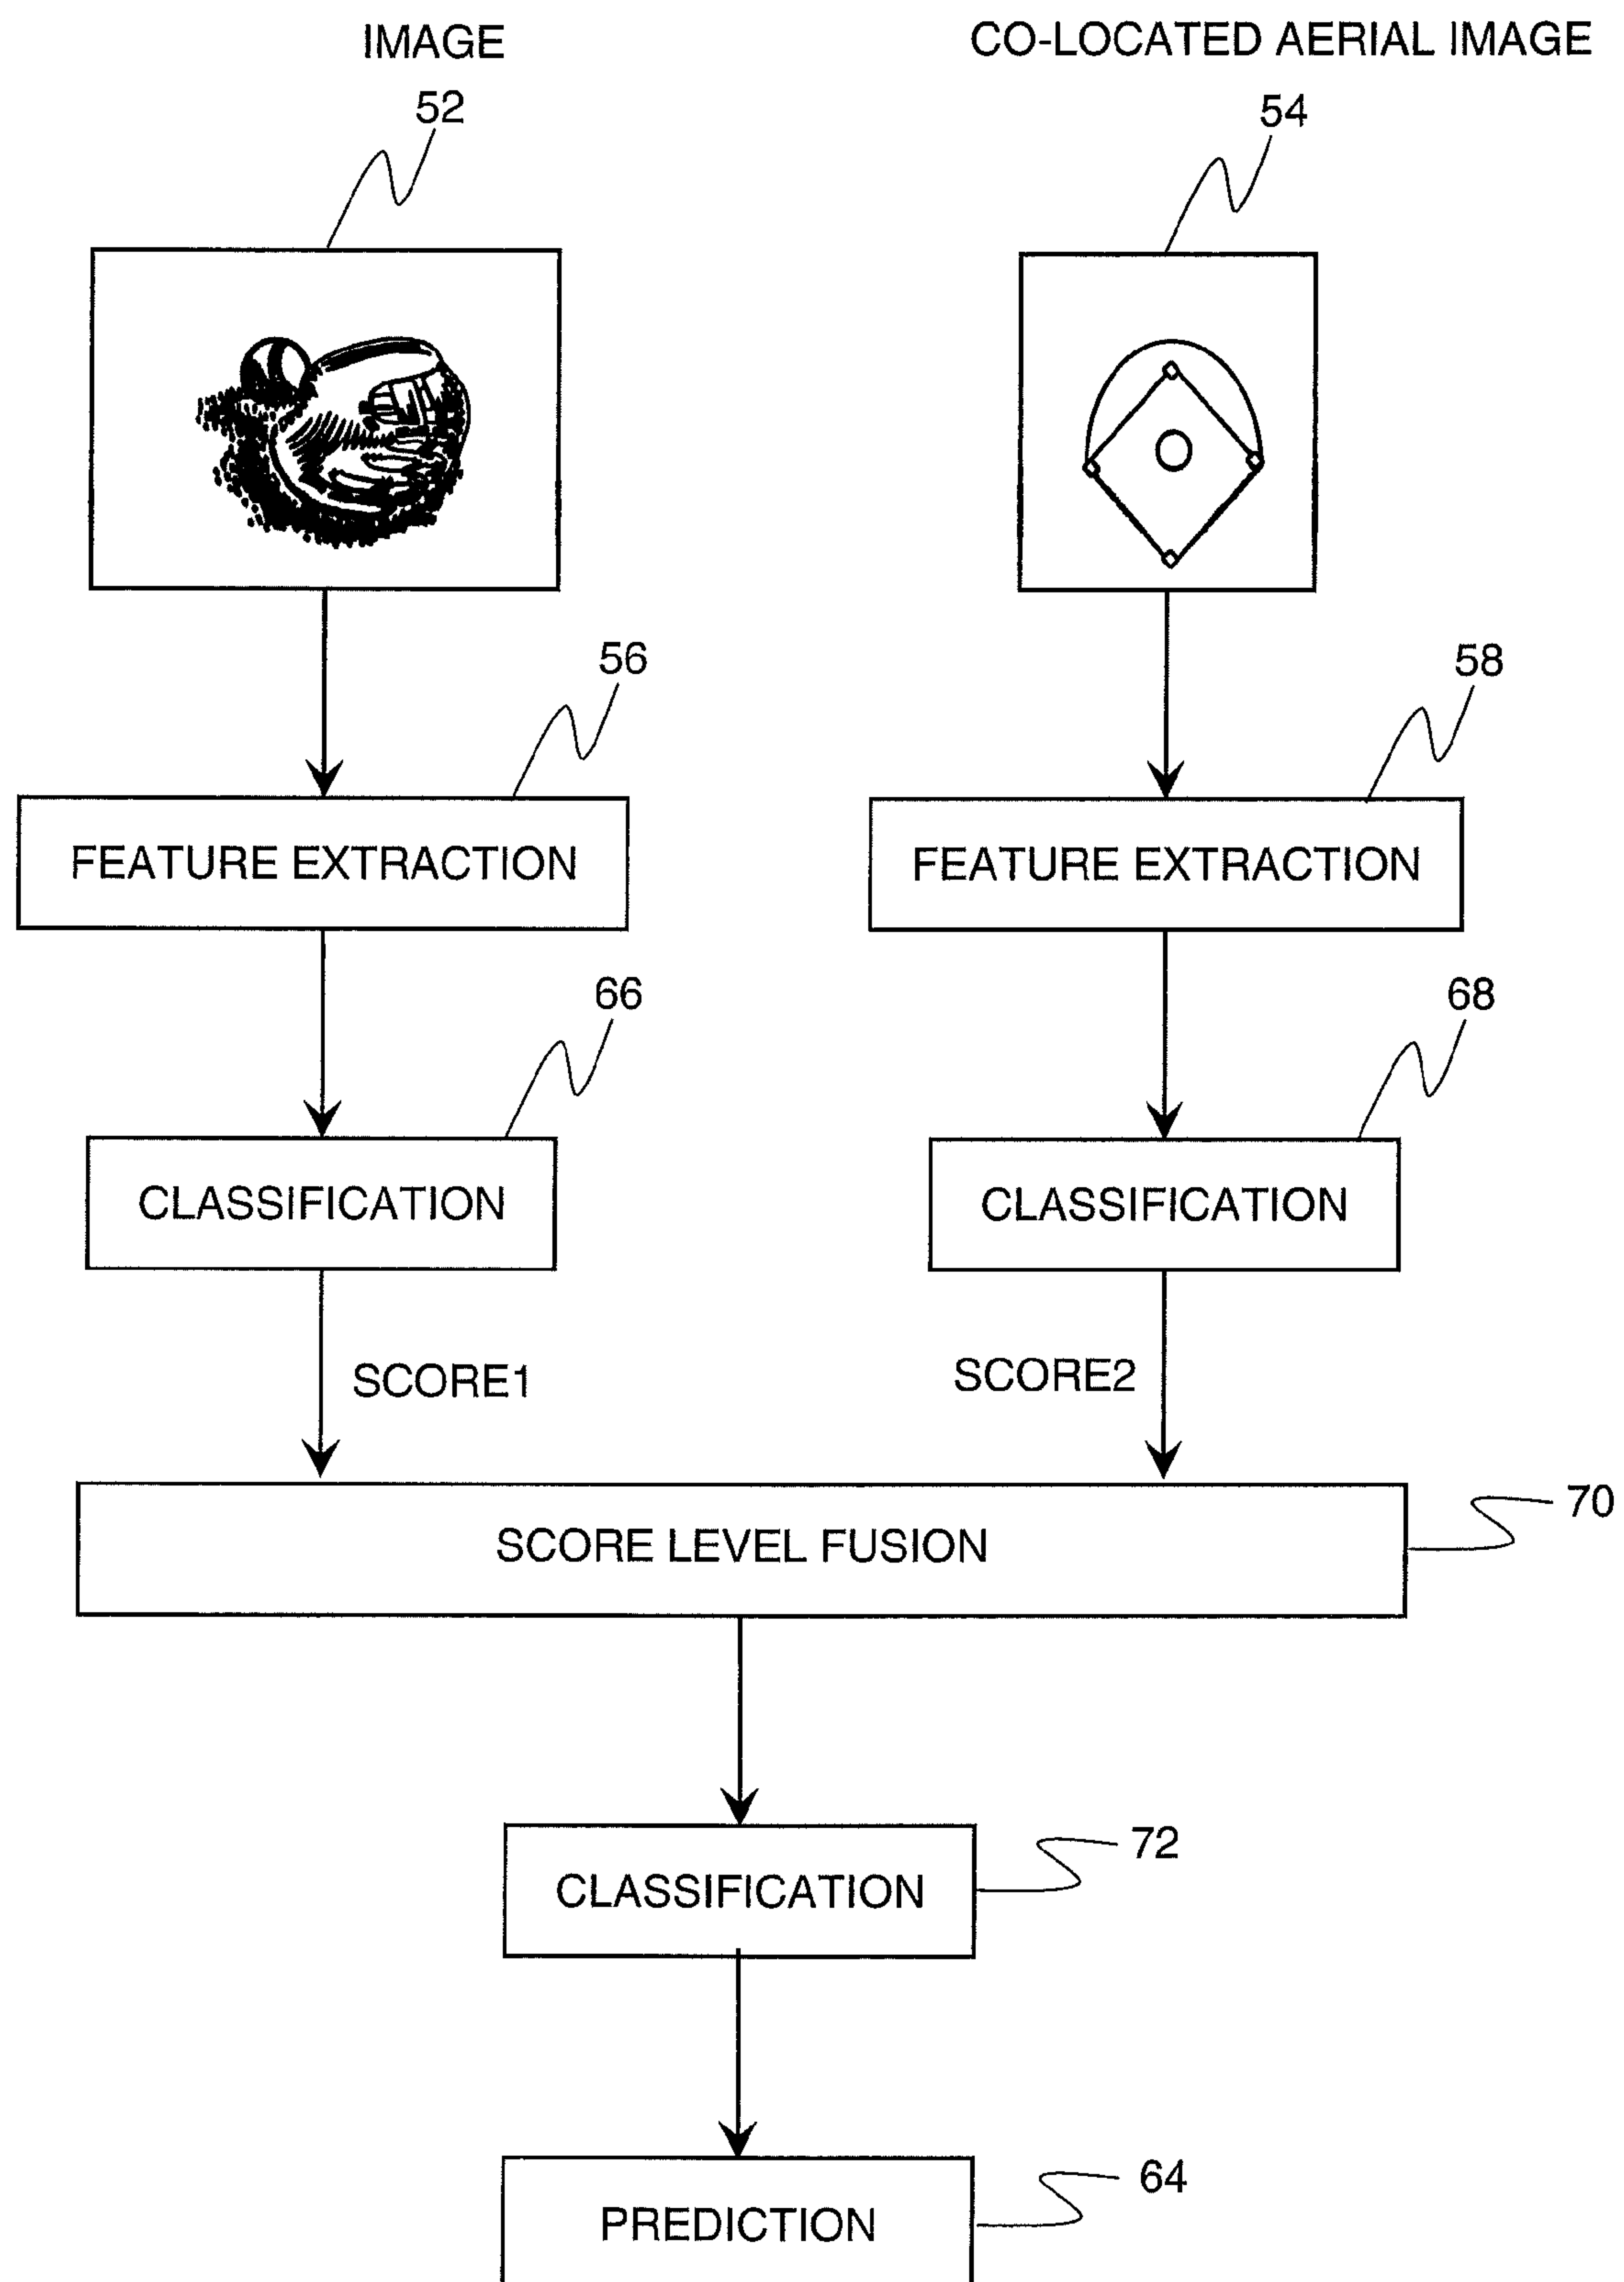 IMAGE
CO-LOCATED AERIAL IMAGE
52
54
56
58
FEATURE EXTRACTION
FEATURE EXTRACTION
66
68
CLASSIFICATION
CLASSIFICATION
SCORE1
SCORE2
70
SCORE LEVEL FUSION
72
CLASSIFICATION
64
PREDICTION